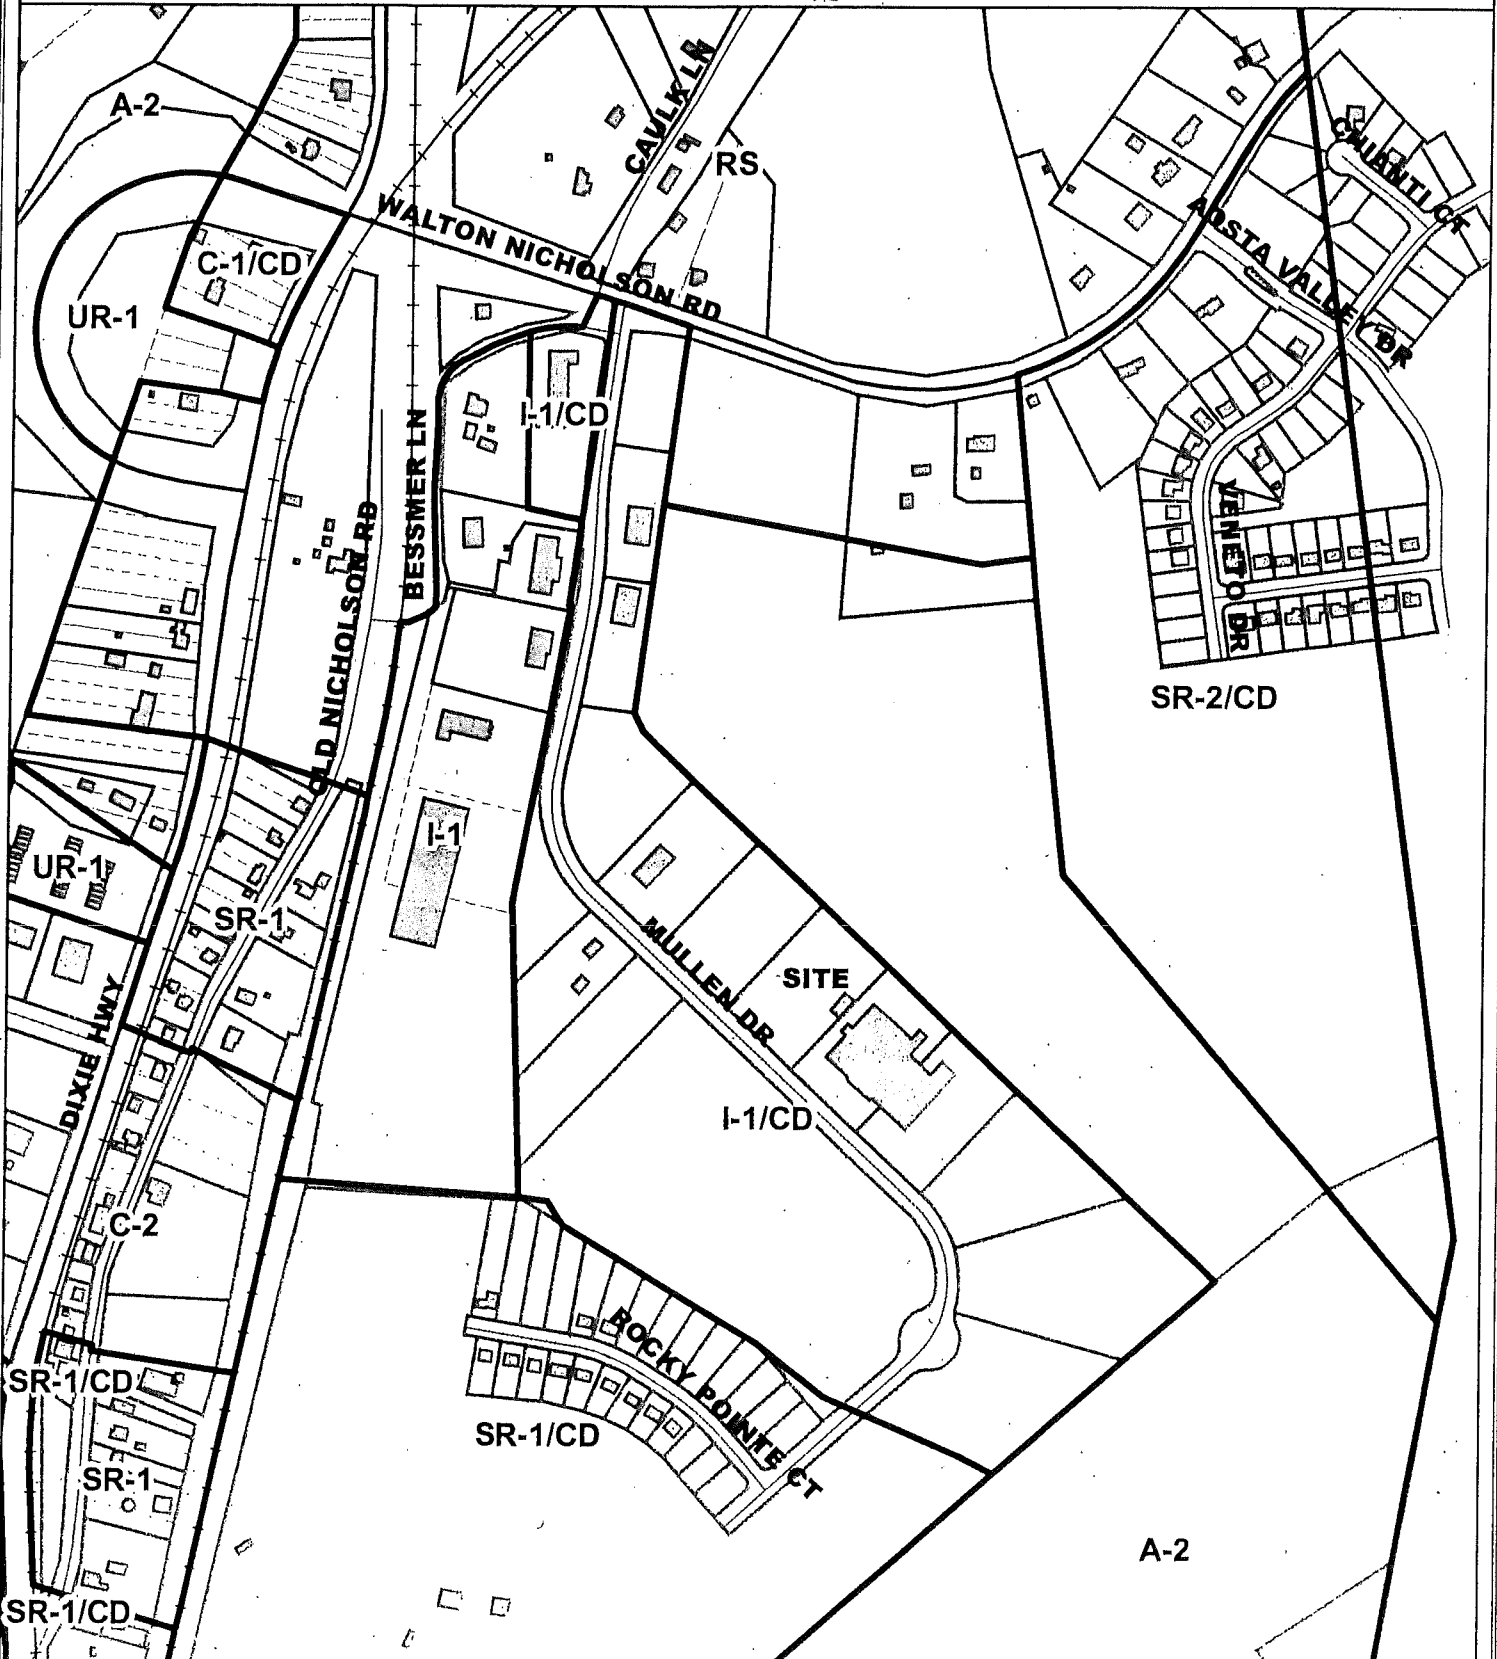 A-2
CAULK LN
RS
CHIANTI CT
WALTON NICHOLSON RD
AOSTA VALLEY DR
C-1/CD
UR-1
I-1/CD
BESSMER LN
OLD NICHOLSON RD
VENETO DR
SR-2/CD
I-1
UR-1
SR-1
MULLEN DR
SITE
DIXIE HWY
I-1/CD
C-2
ROCKY POINTE CT
SR-1/CD
SR-1/CD
SR-1
A-2
SR-1/CD